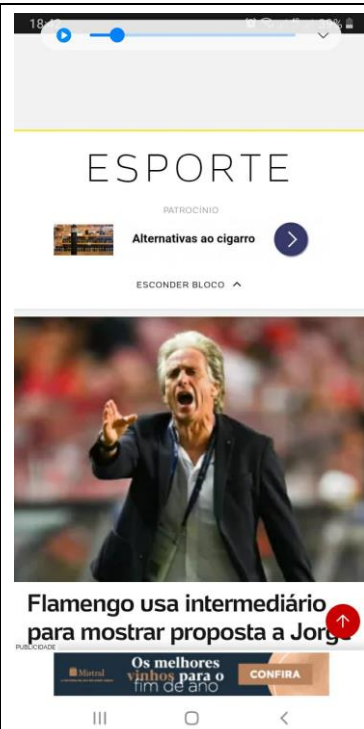 ESPORTE
PATROCÍNIO
Alternativas ao cigarro
ESCONDER BLOCO
Flamengo usa intermediário
para mostrar proposta a Jorge
PUBLICIDADE
Mistral
Os melhores
vinhos para o
fim de ano
CONFIRA